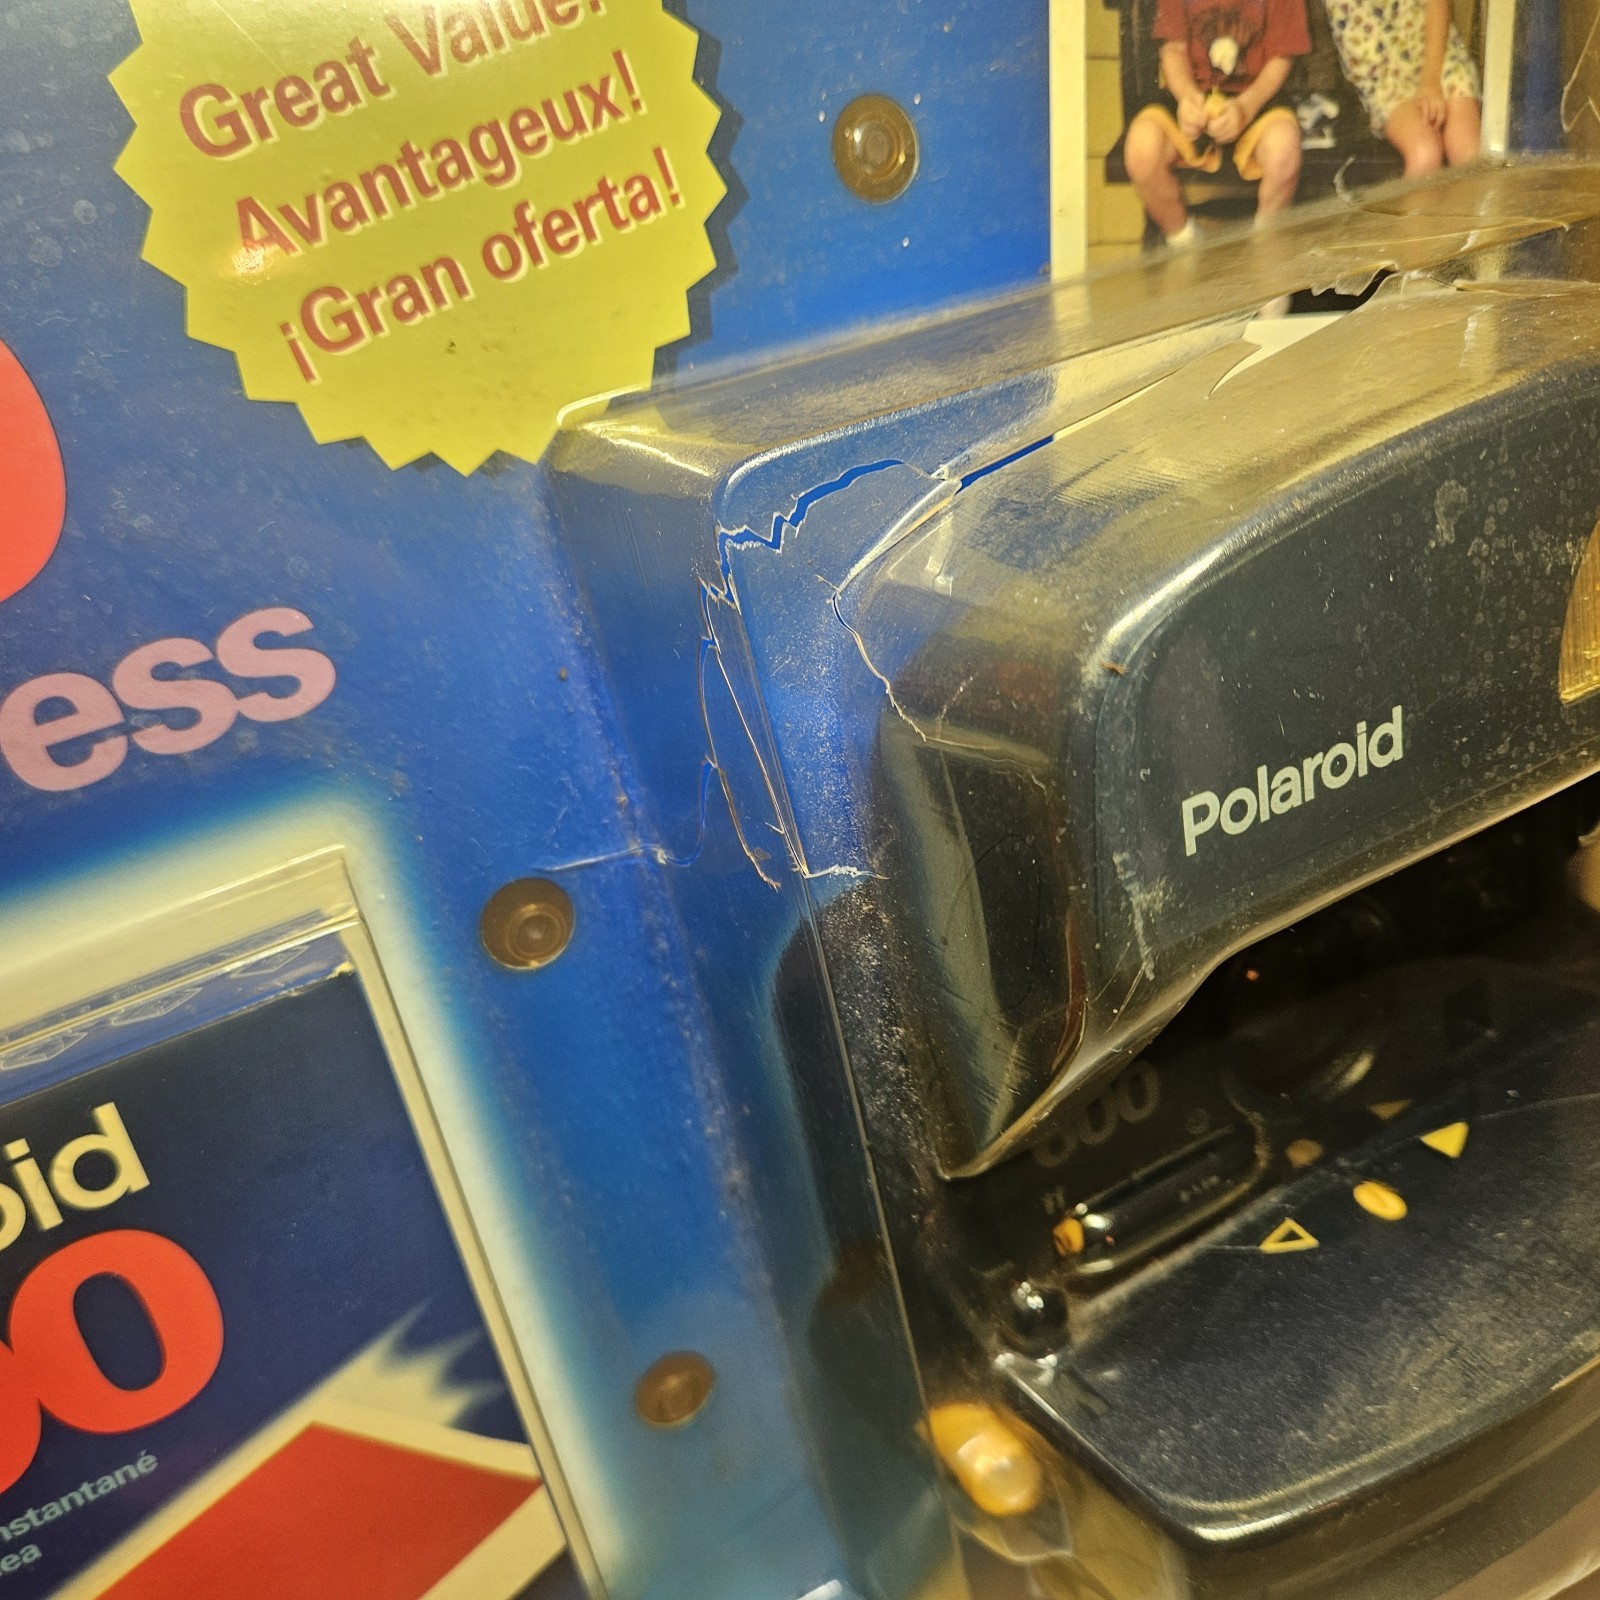 Great Value!
Avantageux!
¡Gran oferta!
ess
Polaroid
600
oid
00
nstantané
ea